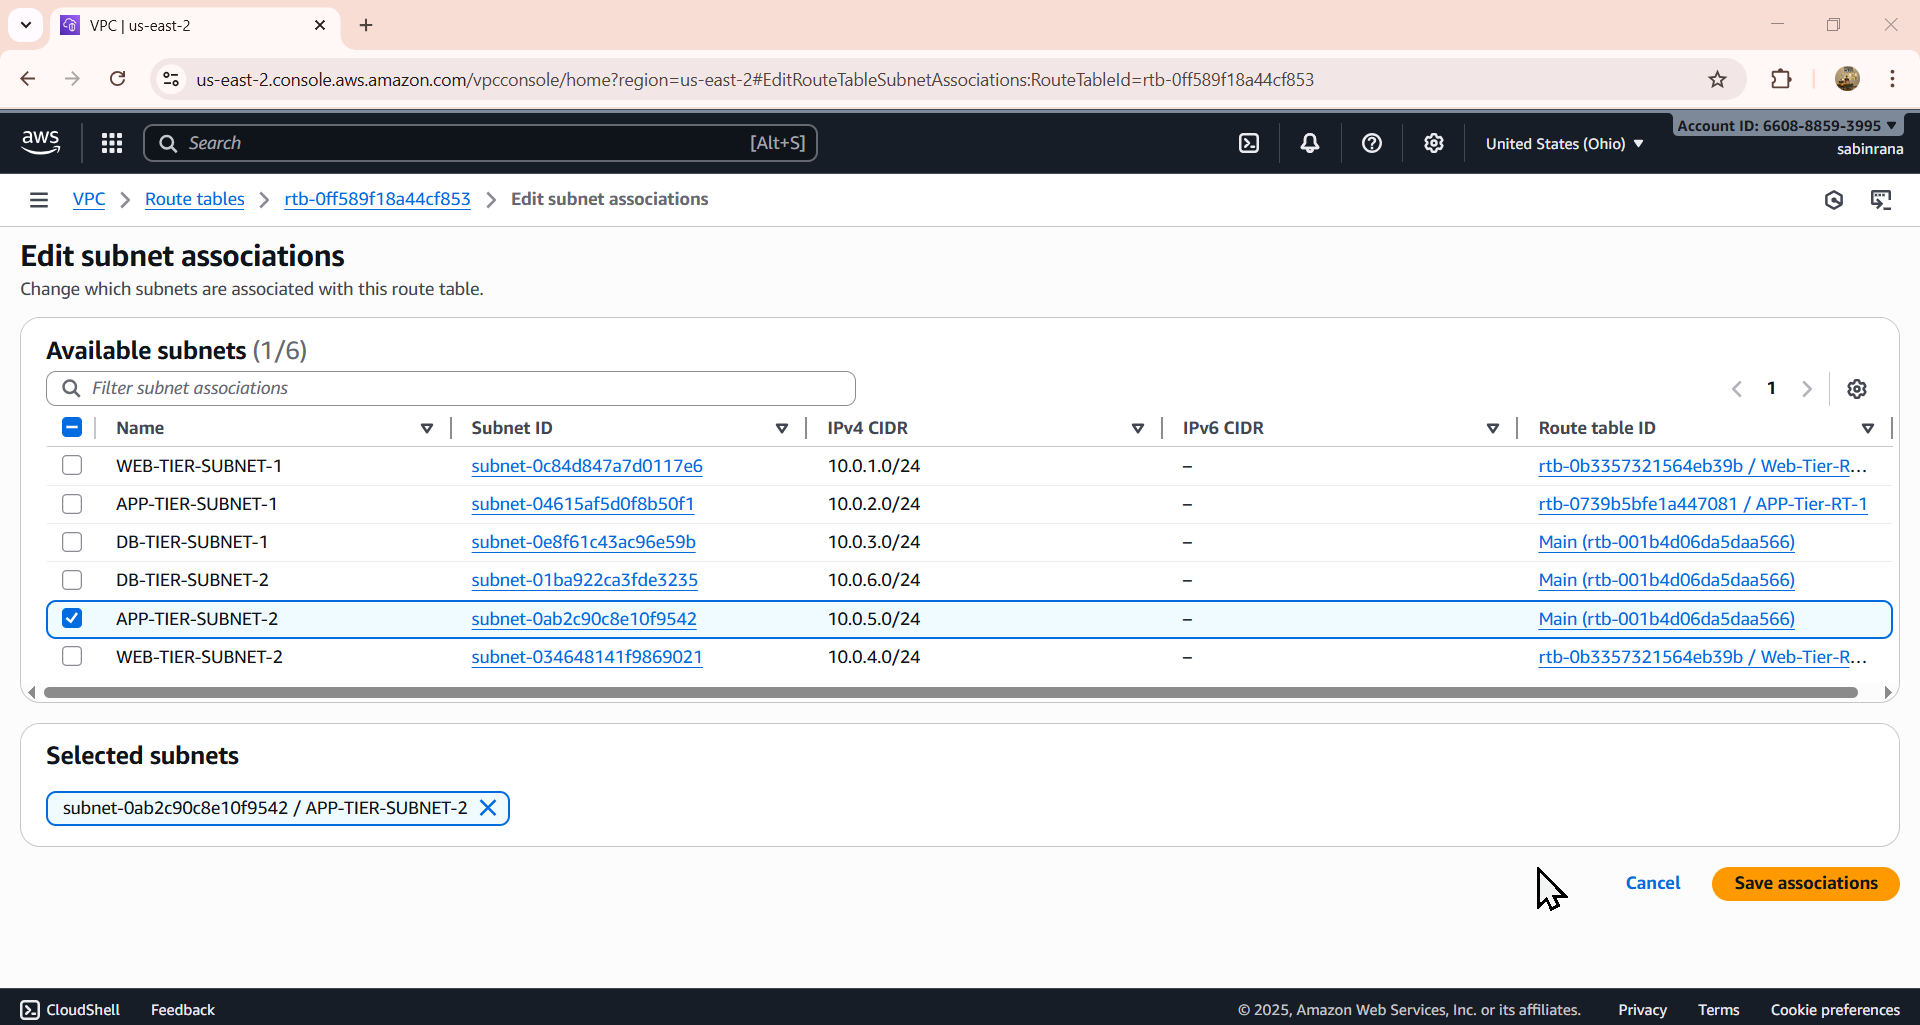 VPC | us-east-2
us-east-2.console.aws.amazon.com/vpcconsole/home?region=us-east-2#EditRouteTableSubnetAssociations:RouteTableId=rtb-0ff589f18a44cf853
aws Search [Alt+S] United States (Ohio) Account ID: 6608-8859-3995
sabinrana
VPC Route tables rtb-0ff589f18a44cf853 Edit subnet associations
Edit subnet associations
Change which subnets are associated with this route table.
Available subnets (1/6)
Filter subnet associations 1
Name Subnet ID IPv4 CIDR IPv6 CIDR Route table ID
WEB-TIER-SUBNET-1 subnet-0c84d847a7d0117e6 10.0.1.0/24 – rtb-0b3357321564eb39b / Web-Tier-R...
APP-TIER-SUBNET-1 subnet-04615af5d0f8b50f1 10.0.2.0/24 – rtb-0739b5bfe1a447081 / APP-Tier-RT-1
DB-TIER-SUBNET-1 subnet-0e8f61c43ac96e59b 10.0.3.0/24 – Main (rtb-001b4d06da5daa566)
DB-TIER-SUBNET-2 subnet-01ba922ca3fde3235 10.0.6.0/24 – Main (rtb-001b4d06da5daa566)
APP-TIER-SUBNET-2 subnet-0ab2c90c8e10f9542 10.0.5.0/24 – Main (rtb-001b4d06da5daa566)
WEB-TIER-SUBNET-2 subnet-034648141f9869021 10.0.4.0/24 – rtb-0b3357321564eb39b / Web-Tier-R...
Selected subnets
subnet-0ab2c90c8e10f9542 / APP-TIER-SUBNET-2
Cancel Save associations
CloudShell Feedback © 2025, Amazon Web Services, Inc. or its affiliates. Privacy Terms Cookie preferences